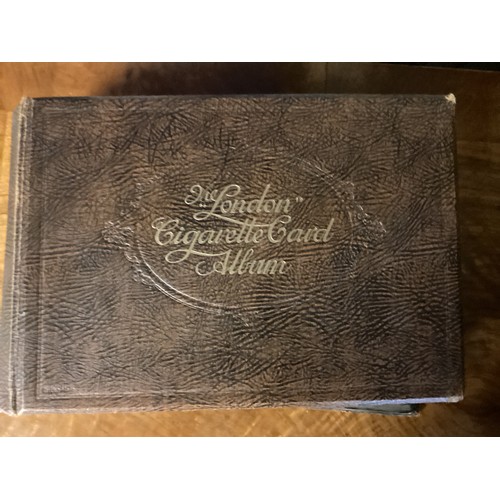 The "London"
Cigarette Card
Album